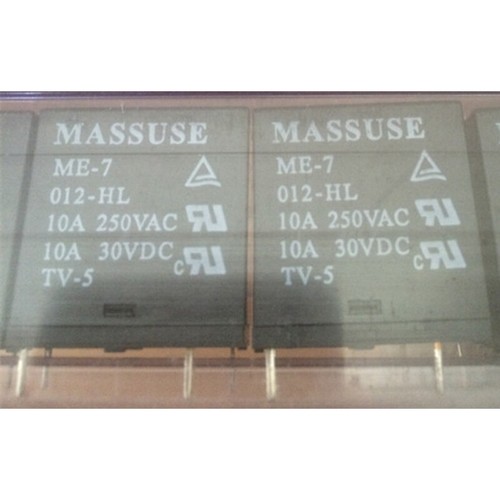 MASSUSE
ME-7
012-HL
10A 250VAC
10A 30VDC
TV-5
MASSUSE
ME-7
012-HL
10A 250VAC
10A 30VDC
TV-5